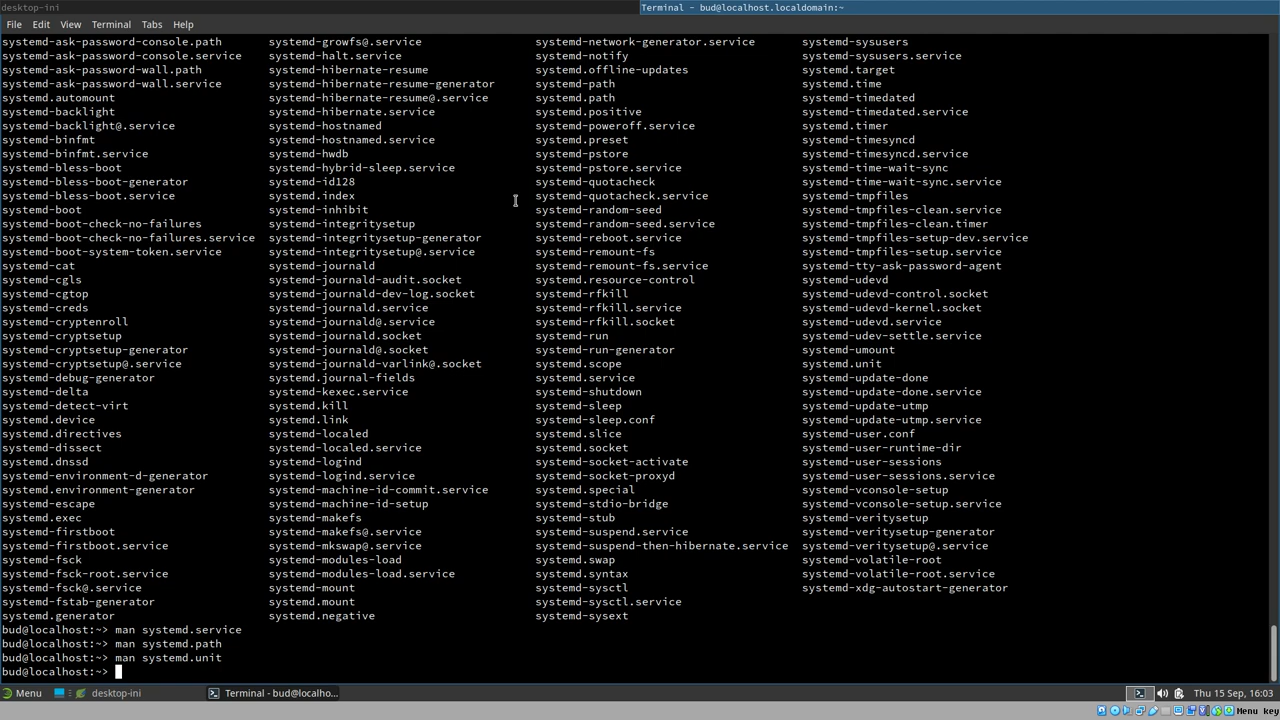 desktop-ini Terminal - bud@localhost.localdomain:~
File Edit View Terminal Tabs Help
systemd-ask-password-console.path systemd-growfs@.service systemd-network-generator.service systemd-sysusers
systemd-ask-password-console.service systemd-halt.service systemd-notify systemd-sysusers.service
systemd-ask-password-wall.path systemd-hibernate-resume systemd.offline-updates systemd.target
systemd-ask-password-wall.service systemd-hibernate-resume-generator systemd-path systemd.time
systemd.automount systemd-hibernate-resume@.service systemd.path systemd-timedated
systemd-backlight systemd-hibernate.service systemd.positive systemd-timedated.service
systemd-backlight@.service systemd-hostnamed systemd-poweroff.service systemd.timer
systemd-binfmt systemd-hostnamed.service systemd.preset systemd-timesyncd
systemd-binfmt.service systemd-hwdb systemd-pstore systemd-timesyncd.service
systemd-bless-boot systemd-hybrid-sleep.service systemd-pstore.service systemd-time-wait-sync
systemd-bless-boot-generator systemd-id128 systemd-quotacheck systemd-time-wait-sync.service
systemd-bless-boot.service systemd.index systemd-quotacheck.service systemd-tmpfiles
systemd-boot systemd-inhibit systemd-random-seed systemd-tmpfiles-clean.service
systemd-boot-check-no-failures systemd-integritysetup systemd-random-seed.service systemd-tmpfiles-clean.timer
systemd-boot-check-no-failures.service systemd-integritysetup-generator systemd-reboot.service systemd-tmpfiles-setup-dev.service
systemd-boot-system-token.service systemd-integritysetup@.service systemd-remount-fs systemd-tmpfiles-setup.service
systemd-cat systemd-journald systemd-remount-fs.service systemd-tty-ask-password-agent
systemd-cgls systemd-journald-audit.socket systemd.resource-control systemd-udevd
systemd-cgtop systemd-journald-dev-log.socket systemd-rfkill systemd-udevd-control.socket
systemd-creds systemd-journald.service systemd-rfkill.service systemd-udevd-kernel.socket
systemd-cryptenroll systemd-journald@.service systemd-rfkill.socket systemd-udevd.service
systemd-cryptsetup systemd-journald.socket systemd-run systemd-udev-settle.service
systemd-cryptsetup-generator systemd-journald@.socket systemd-run-generator systemd-umount
systemd-cryptsetup@.service systemd-journald-varlink@.socket systemd.scope systemd.unit
systemd-debug-generator systemd.journal-fields systemd.service systemd-update-done
systemd-delta systemd-kexec.service systemd-shutdown systemd-update-done.service
systemd-detect-virt systemd.kill systemd-sleep systemd-update-utmp
systemd.device systemd.link systemd-sleep.conf systemd-update-utmp.service
systemd.directives systemd-localed systemd.slice systemd-user.conf
systemd-dissect systemd-localed.service systemd.socket systemd-user-runtime-dir
systemd.dnssd systemd-logind systemd-socket-activate systemd-user-sessions
systemd-environment-d-generator systemd-logind.service systemd-socket-proxyd systemd-user-sessions.service
systemd.environment-generator systemd-machine-id-commit.service systemd.special systemd-vconsole-setup
systemd-escape systemd-machine-id-setup systemd-stdio-bridge systemd-vconsole-setup.service
systemd.exec systemd-makefs systemd-stub systemd-veritysetup
systemd-firstboot systemd-makefs@.service systemd-suspend.service systemd-veritysetup-generator
systemd-firstboot.service systemd-mkswap@.service systemd-suspend-then-hibernate.service systemd-veritysetup@.service
systemd-fsck systemd-modules-load systemd.swap systemd-volatile-root
systemd-fsck-root.service systemd-modules-load.service systemd.syntax systemd-volatile-root.service
systemd-fsck@.service systemd-mount systemd-sysctl systemd-xdg-autostart-generator
systemd-fstab-generator systemd.mount systemd-sysctl.service
systemd.generator systemd.negative systemd-sysext
bud@localhost:~> man systemd.service
bud@localhost:~> man systemd.path
bud@localhost:~> man systemd.unit
bud@localhost:~>
Menu desktop-ini Terminal - bud@localho... Thu 15 Sep, 16:03
Menu key